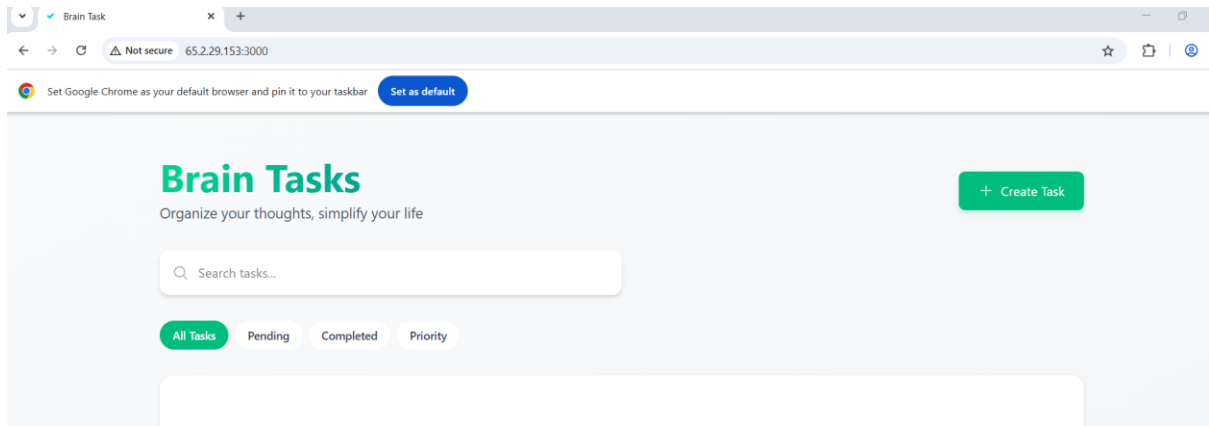 Brain Task
Not secure 65.2.29.153:3000
Set Google Chrome as your default browser and pin it to your taskbar Set as default
Brain Tasks
Organize your thoughts, simplify your life
+ Create Task
Search tasks...
All Tasks Pending Completed Priority